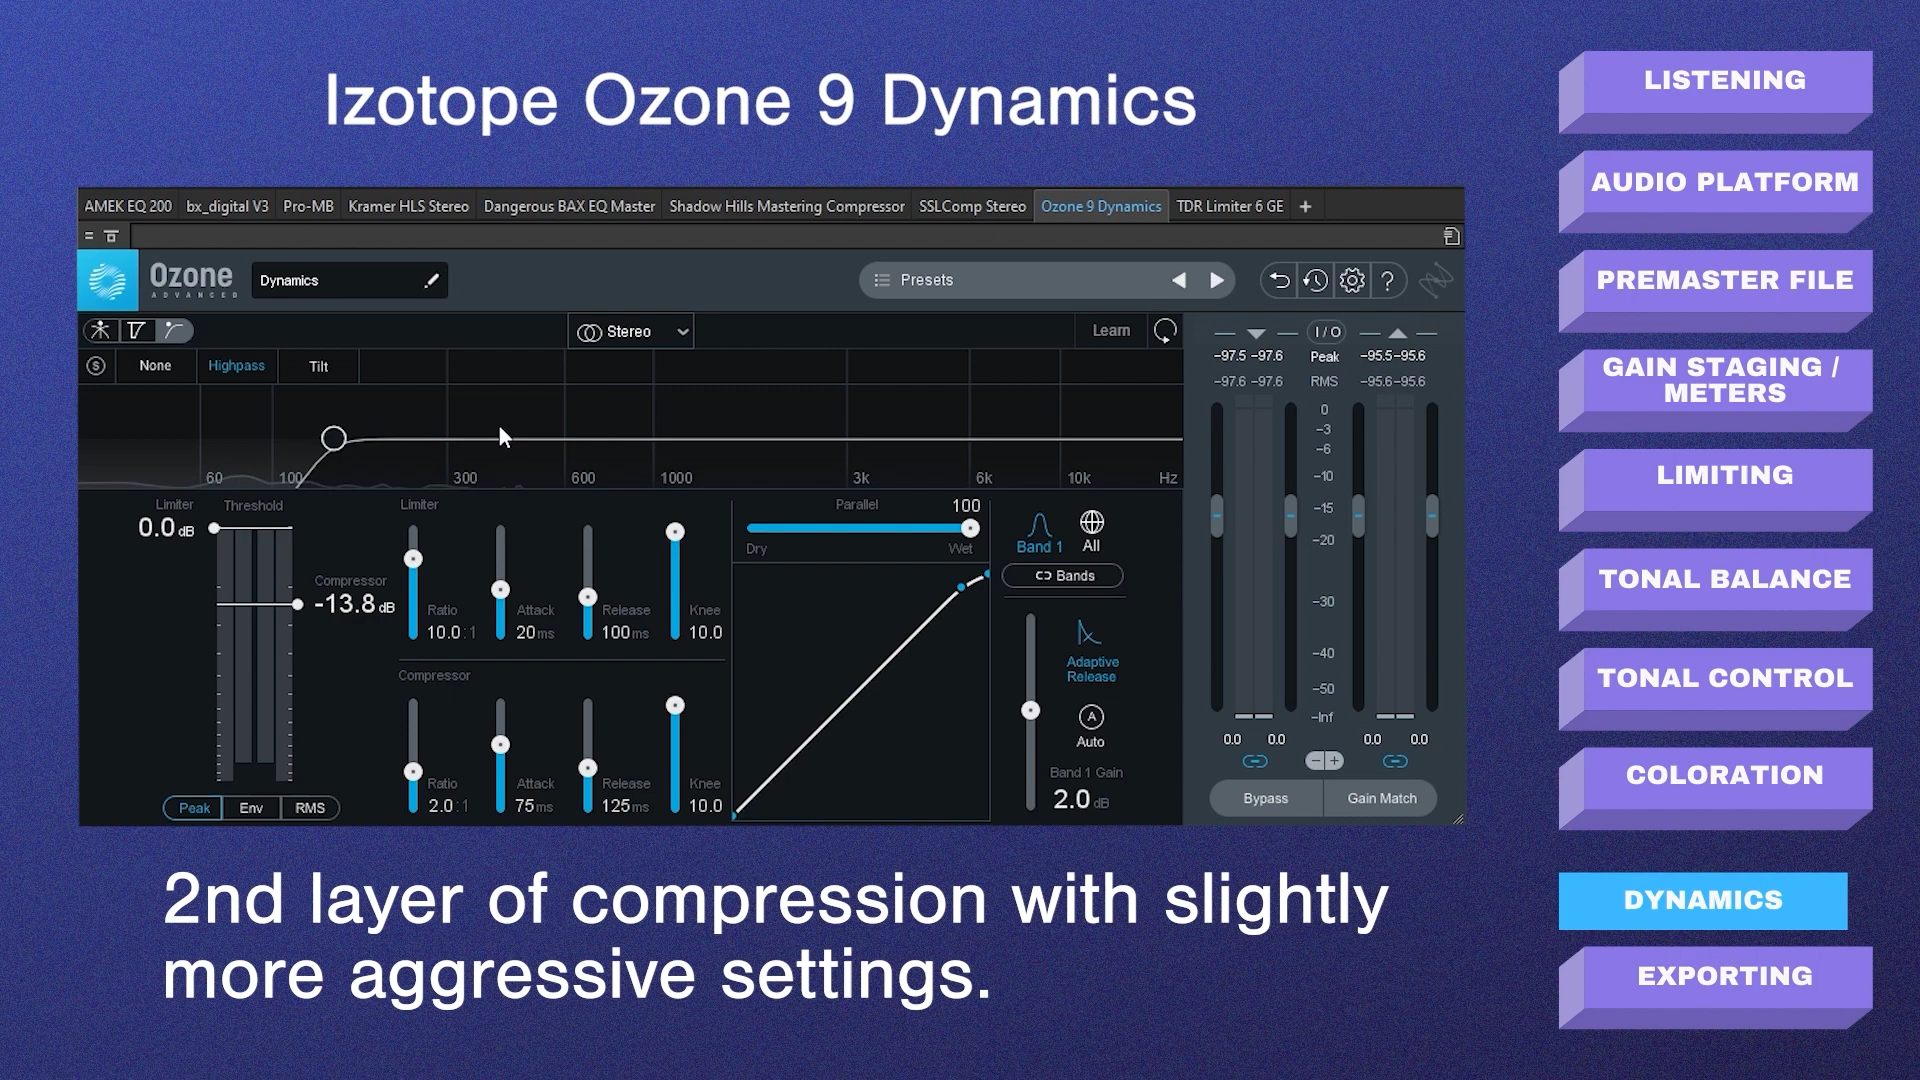 Izotope Ozone 9 Dynamics
AMEK EQ 200 bx_digital V3 Pro-MB Kramer HLS Stereo Dangerous BAX EQ Master Shadow Hills Mastering Compressor SSLComp Stereo Ozone 9 Dynamics TDR Limiter 6 GE +
Ozone
ADVANCED
Dynamics
Presets
?
Stereo
Learn
S None Highpass Tilt
60 100 300 600 1000 3k 6k 10k Hz
Limiter
0.0 dB
Threshold
Compressor
-13.8 dB
Peak Env RMS
Limiter
Ratio Attack Release Knee
10.0:1 20 ms 100 ms 10.0
Compressor
Ratio Attack Release Knee
2.0:1 75 ms 125 ms 10.0
Parallel 100
Dry Wet
Band 1 All
Bands
Adaptive
Release
A
Auto
Band 1 Gain
2.0 dB
I/O
-97.5 -97.6 Peak -95.5 -95.6
-97.6 -97.6 RMS -95.6 -95.6
0
-3
-6
-10
-15
-20
-30
-40
-50
-Inf
0.0 0.0 0.0 0.0
- +
Bypass Gain Match
2nd layer of compression with slightly
more aggressive settings.
LISTENING
AUDIO PLATFORM
PREMASTER FILE
GAIN STAGING /
METERS
LIMITING
TONAL BALANCE
TONAL CONTROL
COLORATION
DYNAMICS
EXPORTING